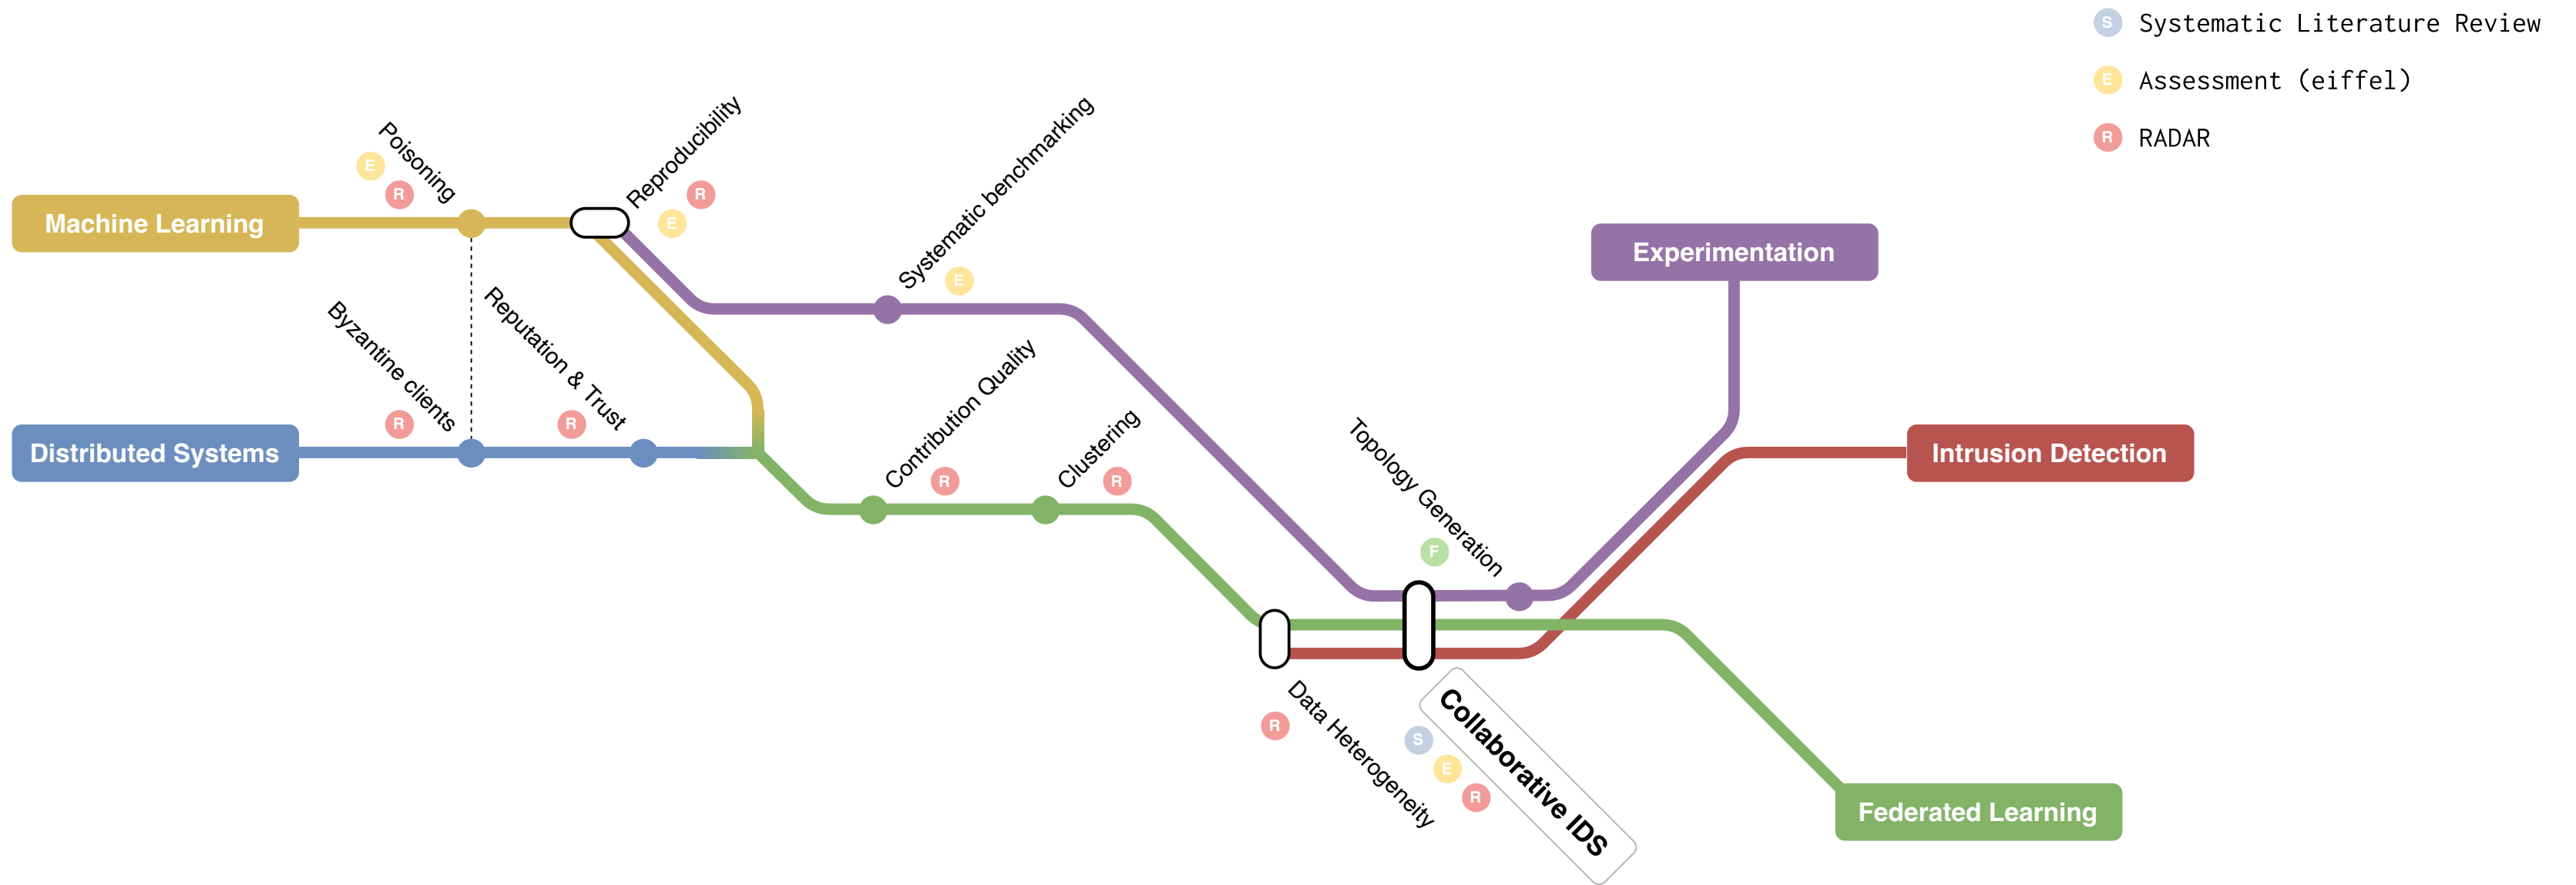 S Systematic Literature Review
E Assessment (eiffel)
R RADAR
Poisoning
E
R
Reproducibility
R
E
Machine Learning
Systematic benchmarking
E
Experimentation
Byzantine clients
R
Reputation & Trust
R
Distributed Systems
Contribution Quality
R
Clustering
R
Topology Generation
F
Intrusion Detection
Data Heterogeneity
R
Collaborative IDS
S
E
R
Federated Learning